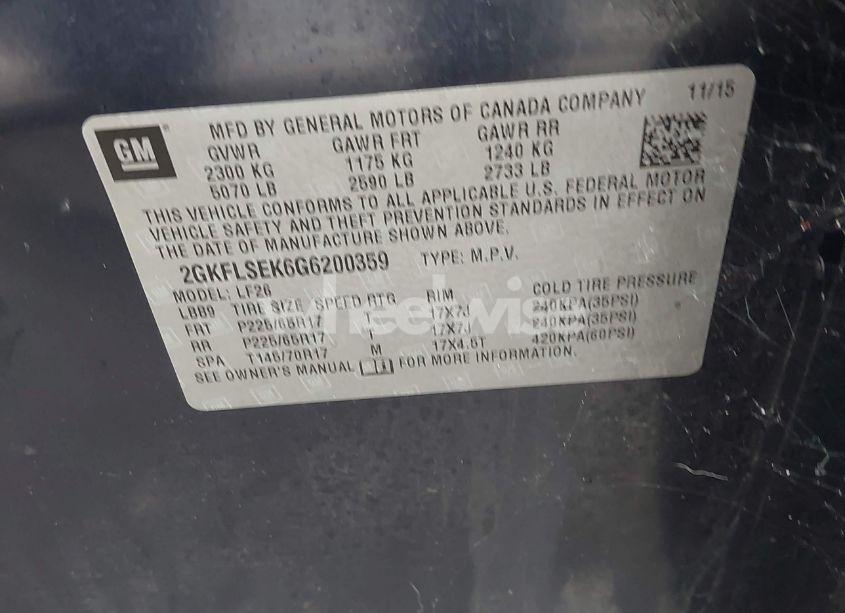 GM
MFD BY GENERAL MOTORS OF CANADA COMPANY 11/15
GVWR GAWR FRT GAWR RR
2300 KG 1175 KG 1240 KG
5070 LB 2590 LB 2733 LB
THIS VEHICLE CONFORMS TO ALL APPLICABLE U.S. FEDERAL MOTOR
VEHICLE SAFETY AND THEFT PREVENTION STANDARDS IN EFFECT ON
THE DATE OF MANUFACTURE SHOWN ABOVE.
2GKFLSEK6G6200359 TYPE: M.P.V.
MODEL: LF26
LBB9 TIRE SIZE SPEED RTG RIM COLD TIRE PRESSURE
FRT P225/65R17 T 17X7J 240KPA(35PSI)
RR P225/65R17 T 17X7J 240KPA(35PSI)
SPA T145/70R17 M 17X4.5T 420KPA(60PSI)
SEE OWNER'S MANUAL FOR MORE INFORMATION.
wheelwis